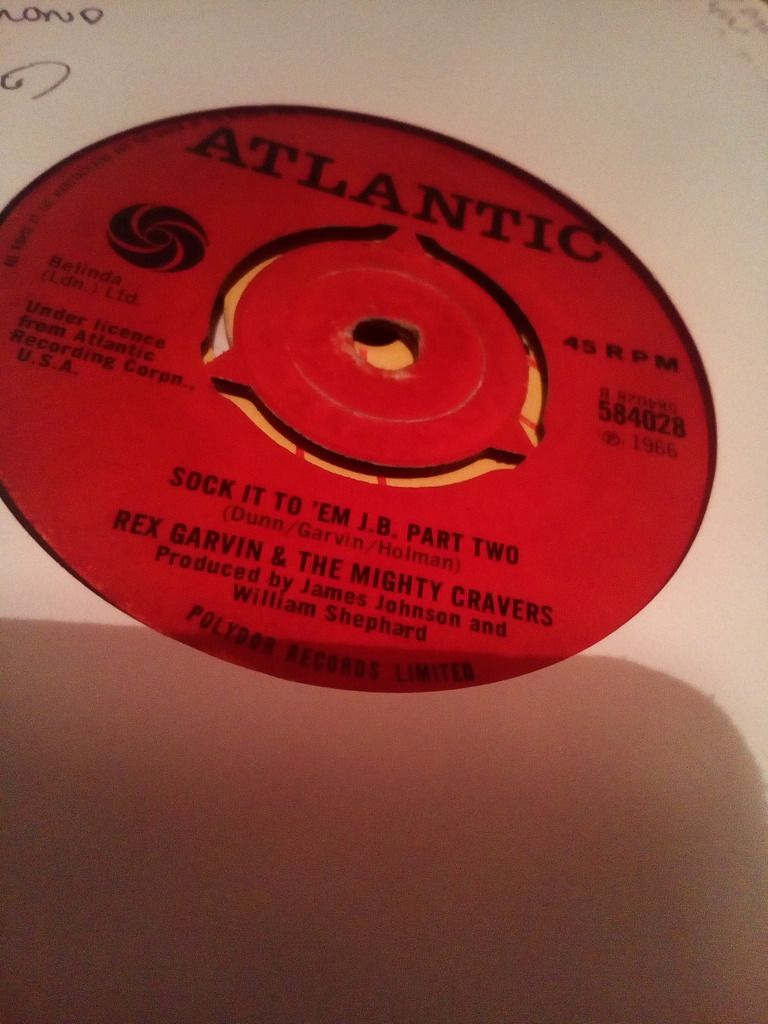 ATLANTIC
Belinda
(Ldn.) Ltd.
Under licence
from Atlantic
Recording Corpn.,
U.S.A.
45 RPM
584028 B
584028
℗ 1966
SOCK IT TO 'EM J.B. PART TWO
(Dunn/Garvin/Holman)
REX GARVIN & THE MIGHTY CRAVERS
Produced by James Johnson and
William Shephard
POLYDOR RECORDS LIMITED